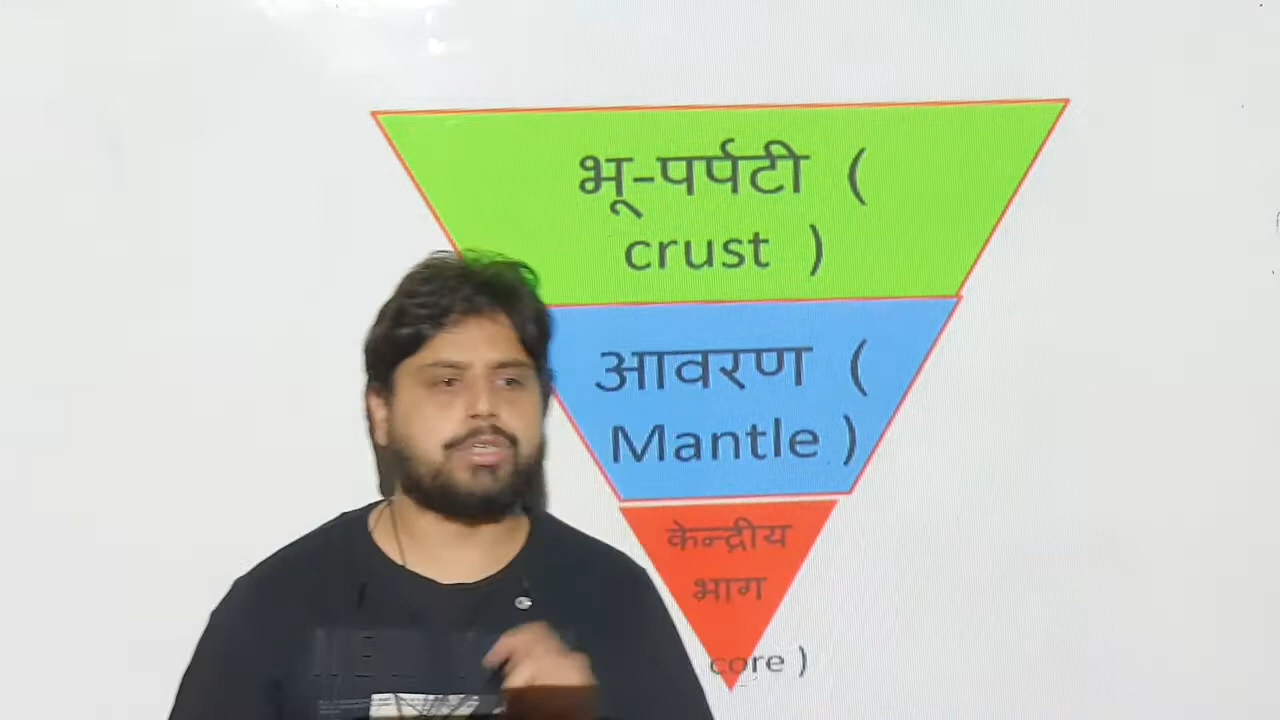 भू-पर्पटी (
crust )
आवरण (
Mantle )
केन्द्रीय
भाग
core )